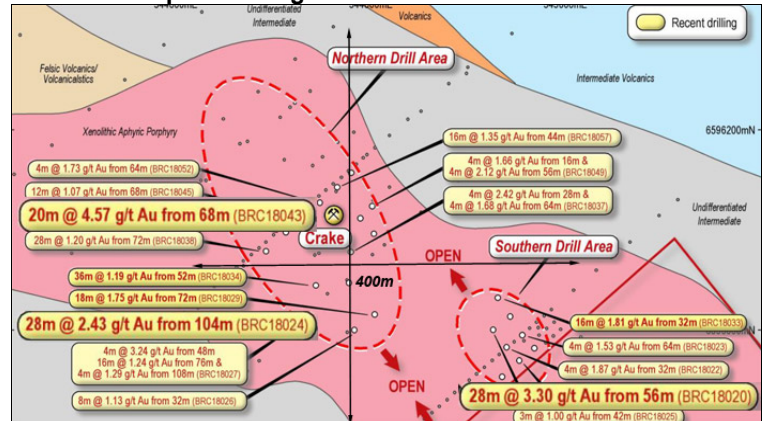 Undifferentiated
Intermediate
Volcanics
Recent drilling
Felsic Volcanics/
Volcaniclastics
Northern Drill Area
Intermediate Volcanics
Xenolithic Aphyric Porphyry
16m @ 1.35 g/t Au from 44m (BRC18057)
6596200mN
4m @ 1.73 g/t Au from 64m (BRC18052)
4m @ 1.66 g/t Au from 16m &
4m @ 2.12 g/t Au from 56m (BRC18049)
12m @ 1.07 g/t Au from 68m (BRC18045)
4m @ 2.42 g/t Au from 28m &
4m @ 1.68 g/t Au from 64m (BRC18037)
20m @ 4.57 g/t Au from 68m (BRC18043)
Undifferentiated
Intermediate
28m @ 1.20 g/t Au from 72m (BRC18038)
Crake
OPEN
Southern Drill Area
36m @ 1.19 g/t Au from 52m (BRC18034)
400m
18m @ 1.75 g/t Au from 72m (BRC18029)
28m @ 2.43 g/t Au from 104m (BRC18024)
16m @ 1.81 g/t Au from 32m (BRC18033)
4m @ 1.53 g/t Au from 64m (BRC18023)
4m @ 3.24 g/t Au from 48m
16m @ 1.24 g/t Au from 76m &
4m @ 1.29 g/t Au from 108m (BRC18027)
4m @ 1.87 g/t Au from 32m (BRC18022)
OPEN
28m @ 3.30 g/t Au from 56m (BRC18020)
8m @ 1.13 g/t Au from 32m (BRC18026)
3m @ 1.00 g/t Au from 42m (BRC18025)